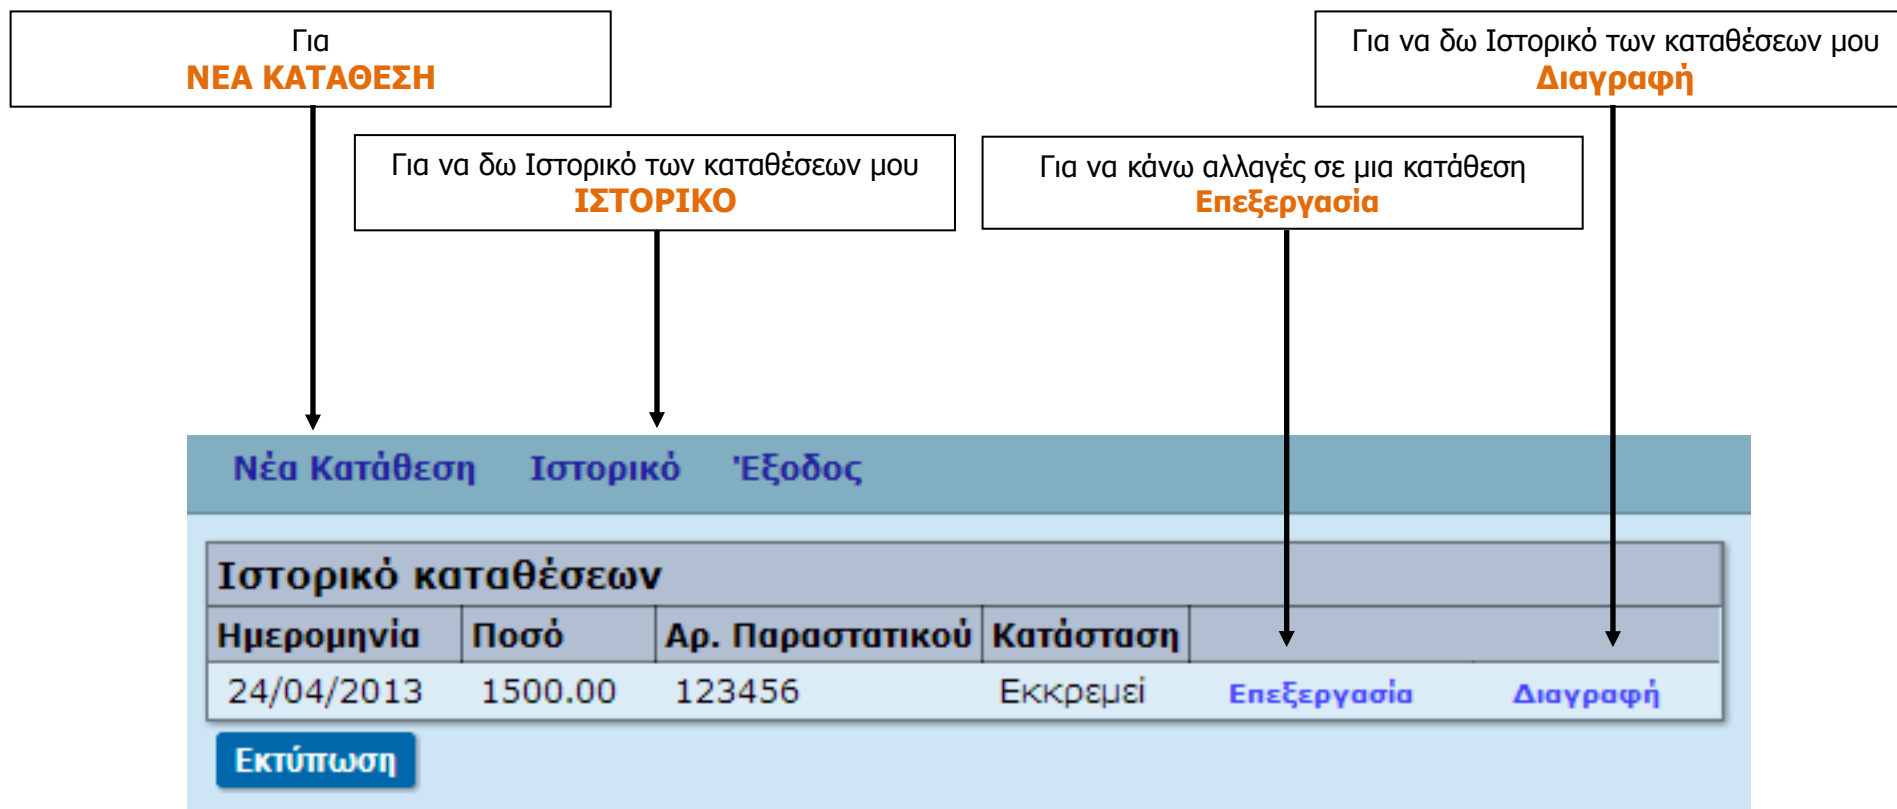 Για
ΝΕΑ ΚΑΤΑΘΕΣΗ
Για να δω Ιστορικό των καταθέσεων μου
Διαγραφή
Για να δω Ιστορικό των καταθέσεων μου
ΙΣΤΟΡΙΚΟ
Για να κάνω αλλαγές σε μια κατάθεση
Επεξεργασία
Νέα Κατάθεση Ιστορικό Έξοδος
Ιστορικό καταθέσεων
Ημερομηνία Ποσό Αρ. Παραστατικού Κατάσταση
24/04/2013 1500.00 123456 Εκκρεμεί Επεξεργασία Διαγραφή
Εκτύπωση